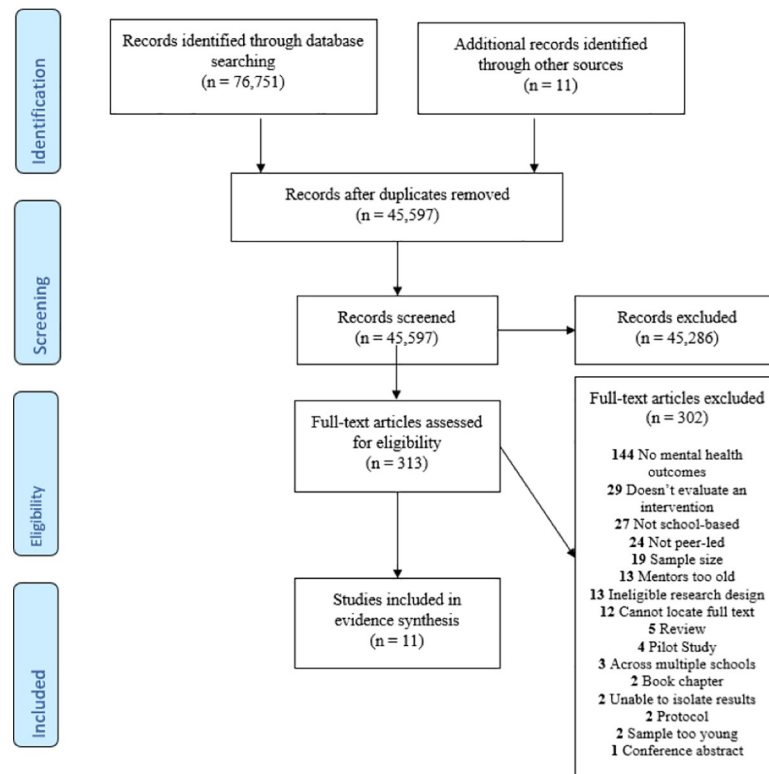 Identification
Records identified through database
searching
(n = 76,751)
Additional records identified
through other sources
(n = 11)
Records after duplicates removed
(n = 45,597)
Screening
Records screened
(n = 45,597)
Records excluded
(n = 45,286)
Eligibility
Full-text articles assessed
for eligibility
(n = 313)
Full-text articles excluded
(n = 302)
144 No mental health
outcomes
29 Doesn't evaluate an
intervention
27 Not school-based
24 Not peer-led
19 Sample size
13 Mentors too old
13 Ineligible research design
12 Cannot locate full text
5 Review
4 Pilot Study
3 Across multiple schools
2 Book chapter
2 Unable to isolate results
2 Protocol
2 Sample too young
1 Conference abstract
Included
Studies included in
evidence synthesis
(n = 11)